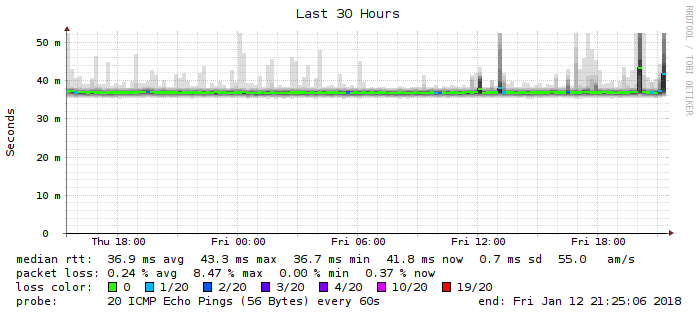 Last 30 Hours
RRDTOOL / TOBI OETIKER
Seconds
50 m
40 m
30 m
20 m
10 m
0
Thu 18:00 Fri 00:00 Fri 06:00 Fri 12:00 Fri 18:00
median rtt: 36.9 ms avg 43.3 ms max 36.7 ms min 41.8 ms now 0.7 ms sd 55.0 am/s
packet loss: 0.24 % avg 8.47 % max 0.00 % min 0.37 % now
loss color: 0 1/20 2/20 3/20 4/20 10/20 19/20
probe: 20 ICMP Echo Pings (56 Bytes) every 60s end: Fri Jan 12 21:25:06 2018